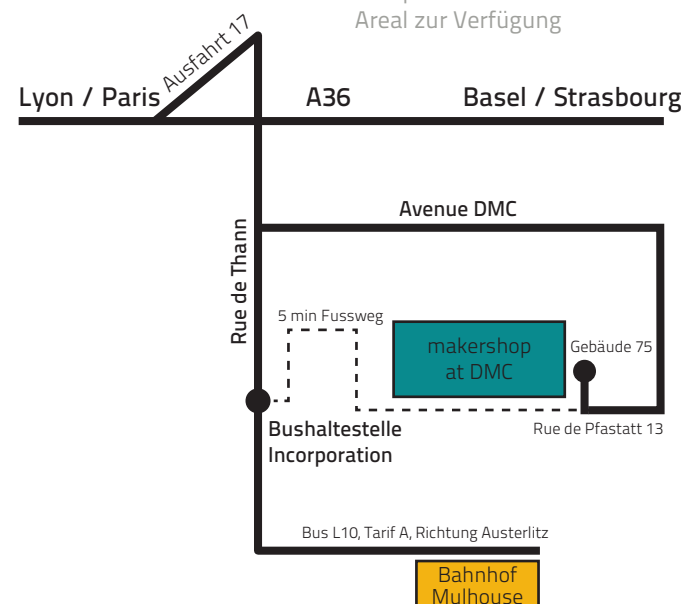 Areal zur Verfügung
Ausfahrt 17
Lyon / Paris
A36
Basel / Strasbourg
Avenue DMC
Rue de Thann
5 min Fussweg
makershop
at DMC
Gebäude 75
Bushaltestelle
Incorporation
Rue de Pfastatt 13
Bus L10, Tarif A, Richtung Austerlitz
Bahnhof
Mulhouse